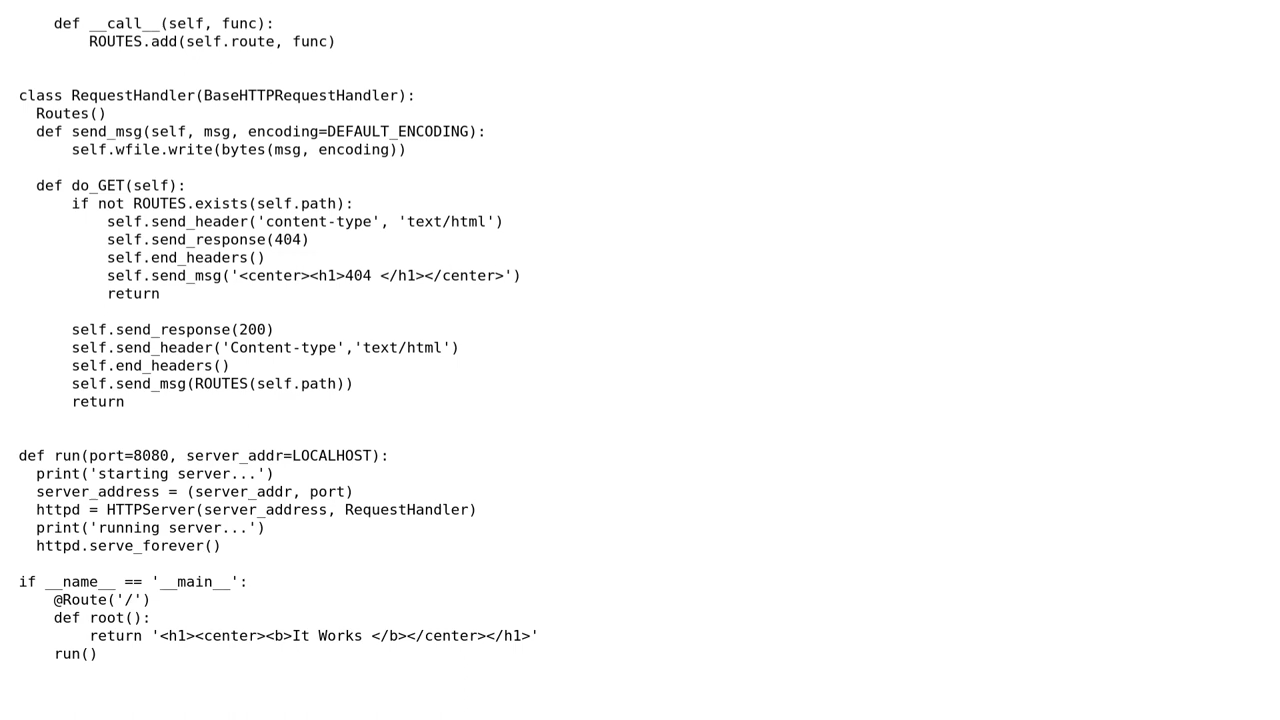 def __call__(self, func):
        ROUTES.add(self.route, func)


class RequestHandler(BaseHTTPRequestHandler):
  Routes()
  def send_msg(self, msg, encoding=DEFAULT_ENCODING):
      self.wfile.write(bytes(msg, encoding))

  def do_GET(self):
      if not ROUTES.exists(self.path):
          self.send_header('content-type', 'text/html')
          self.send_response(404)
          self.end_headers()
          self.send_msg('<center><h1>404 </h1></center>')
          return

      self.send_response(200)
      self.send_header('Content-type','text/html')
      self.end_headers()
      self.send_msg(ROUTES(self.path))
      return


def run(port=8080, server_addr=LOCALHOST):
  print('starting server...')
  server_address = (server_addr, port)
  httpd = HTTPServer(server_address, RequestHandler)
  print('running server...')
  httpd.serve_forever()

if __name__ == '__main__':
    @Route('/')
    def root():
        return '<h1><center><b>It Works </b></center></h1>'
    run()